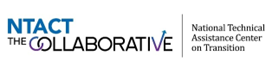 NTACT
THE COLLABORATIVE
National Technical
Assistance Center
on Transition